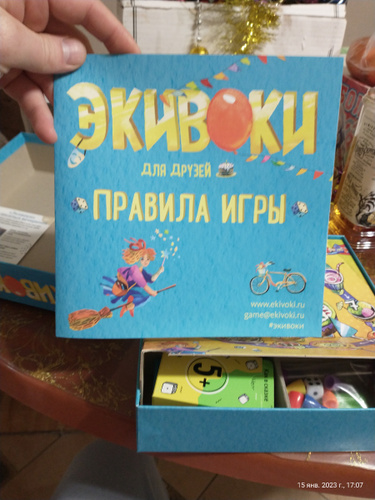 ЭКИВОКИ
ДЛЯ ДРУЗЕЙ
ПРАВИЛА ИГРЫ
www.ekivoki.ru
game@ekivoki.ru
#экивоки
5+
15 янв. 2023 г., 17:07